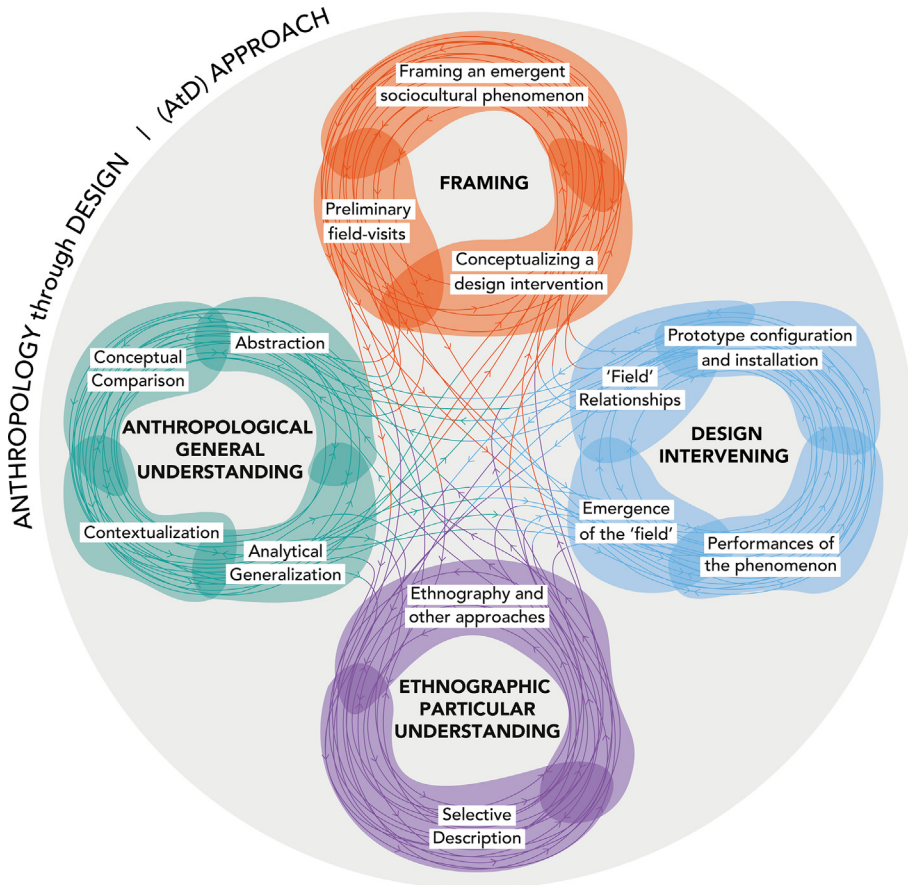 ANTHROPOLOGY through DESIGN | (AtD) APPROACH
Framing an emergent
sociocultural phenomenon
FRAMING
Preliminary
field-visits
Conceptualizing a
design intervention
Conceptual
Comparison
Abstraction
ANTHROPOLOGICAL
GENERAL
UNDERSTANDING
Contextualization
Analytical
Generalization
Prototype configuration
and installation
'Field'
Relationships
DESIGN
INTERVENING
Emergence
of the 'field'
Performances of
the phenomenon
Ethnography and
other approaches
ETHNOGRAPHIC
PARTICULAR
UNDERSTANDING
Selective
Description